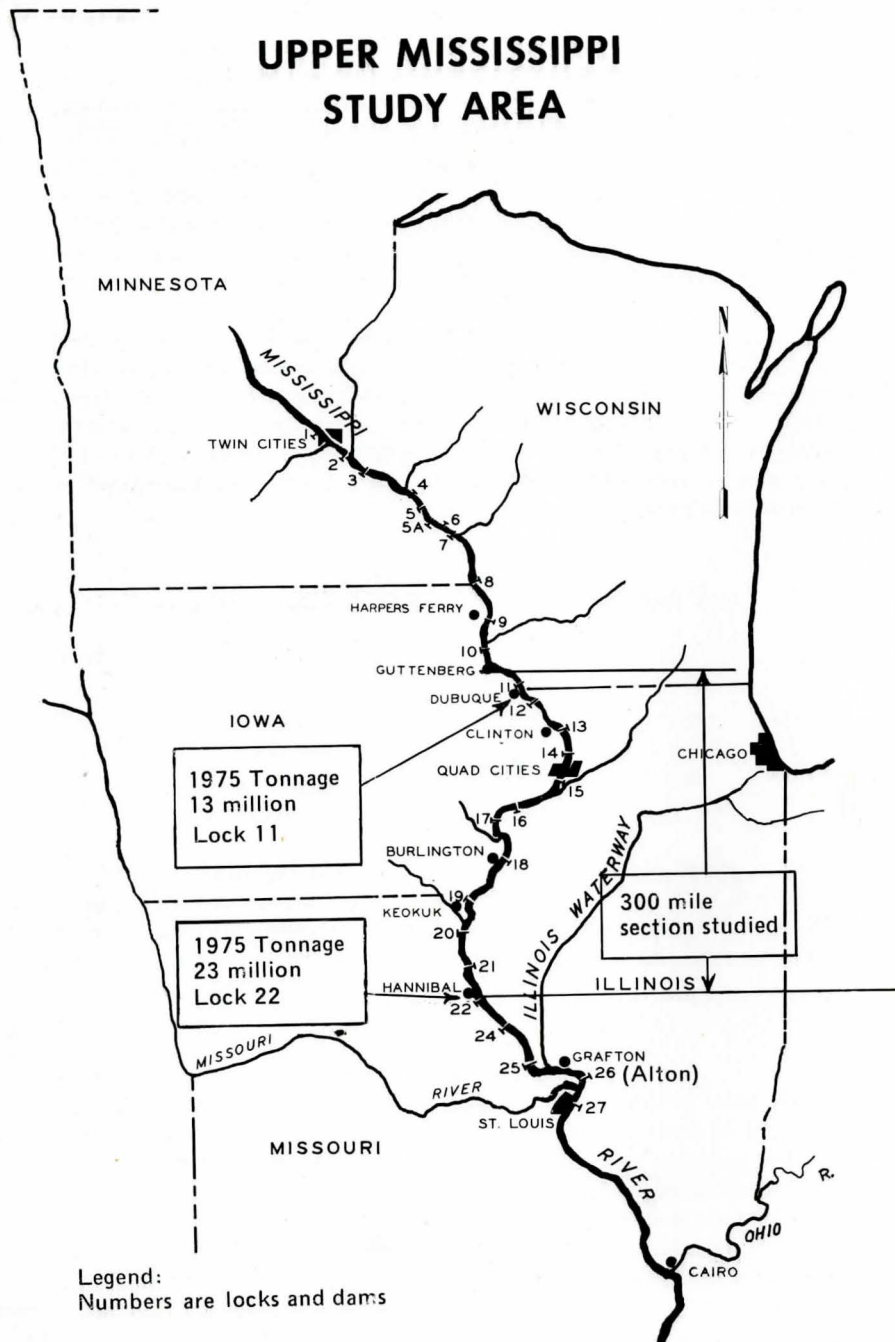 UPPER MISSISSIPPI
STUDY AREA
MINNESOTA
N
MISSISSIPPI
WISCONSIN
1
TWIN CITIES
2
3
4
5
5A
6
7
8
HARPERS FERRY
9
10
GUTTENBERG
11
DUBUQUE
12
IOWA
13
CLINTON
14
CHICAGO
QUAD CITIES
15
1975 Tonnage
13 million
Lock 11
17
16
BURLINGTON
18
ILLINOIS WATERWAY
19
KEOKUK
300 mile
section studied
20
1975 Tonnage
23 million
Lock 22
21
HANNIBAL
ILLINOIS
22
24
MISSOURI
RIVER
25
GRAFTON
26 (Alton)
27
ST. LOUIS
MISSOURI
RIVER
R.
OHIO
CAIRO
Legend:
Numbers are locks and dams